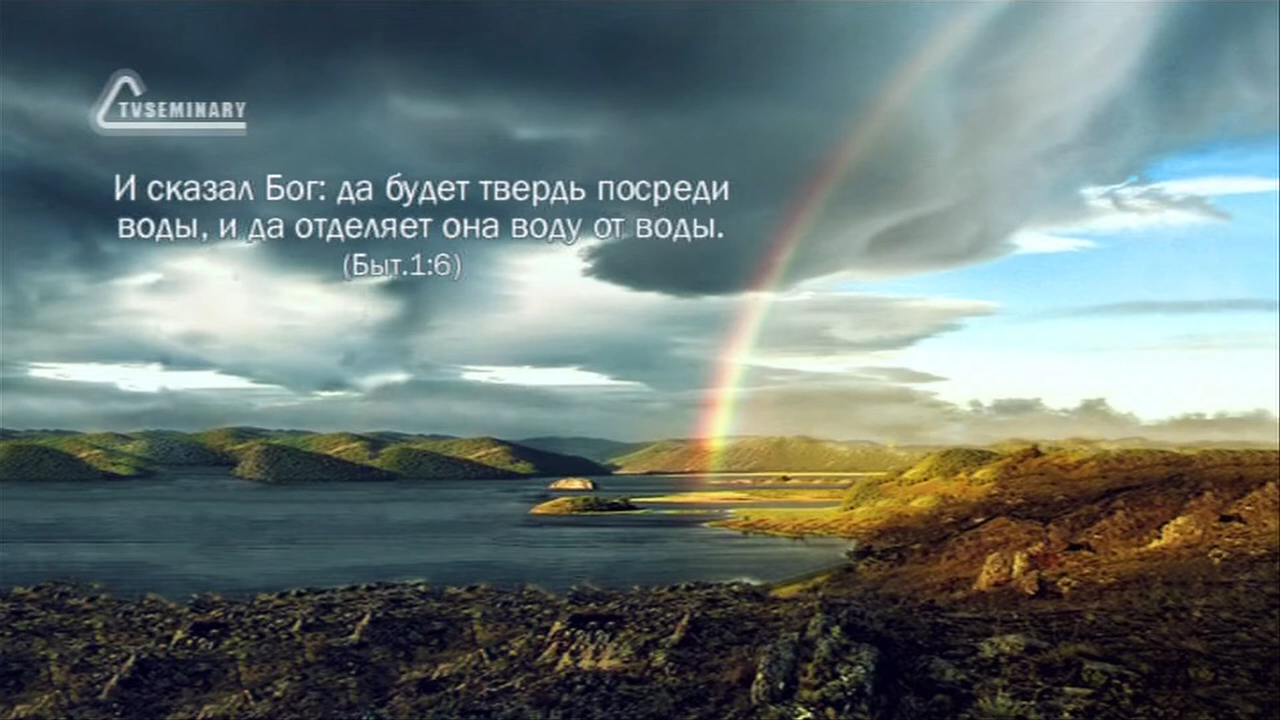 TVSEMINARY
И сказал Бог: да будет твердь посреди
воды, и да отделяет она воду от воды.
(Быт.1:6)